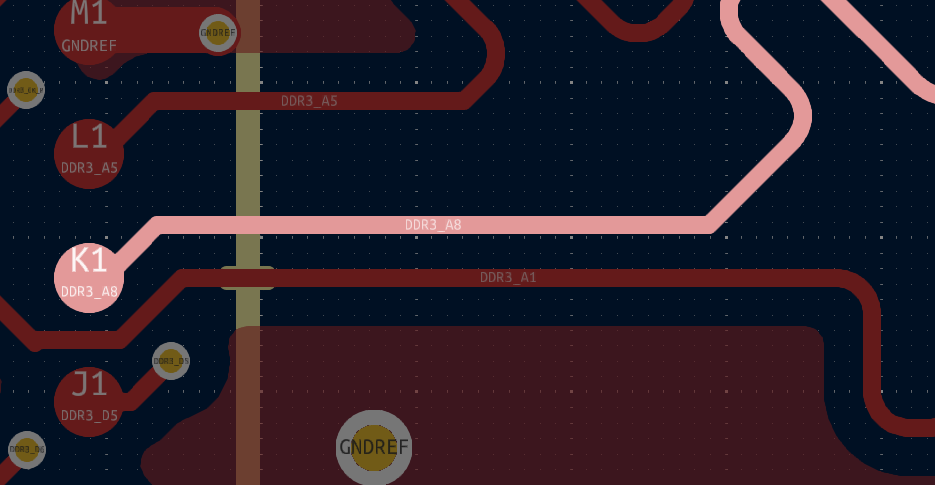 M1
GNDREF
GNDREF
DDR3_A5
L1
DDR3_A5
DDR3_A8
K1
DDR3_A8
DDR3_A1
DDR3_D5
J1
DDR3_D5
GNDREF